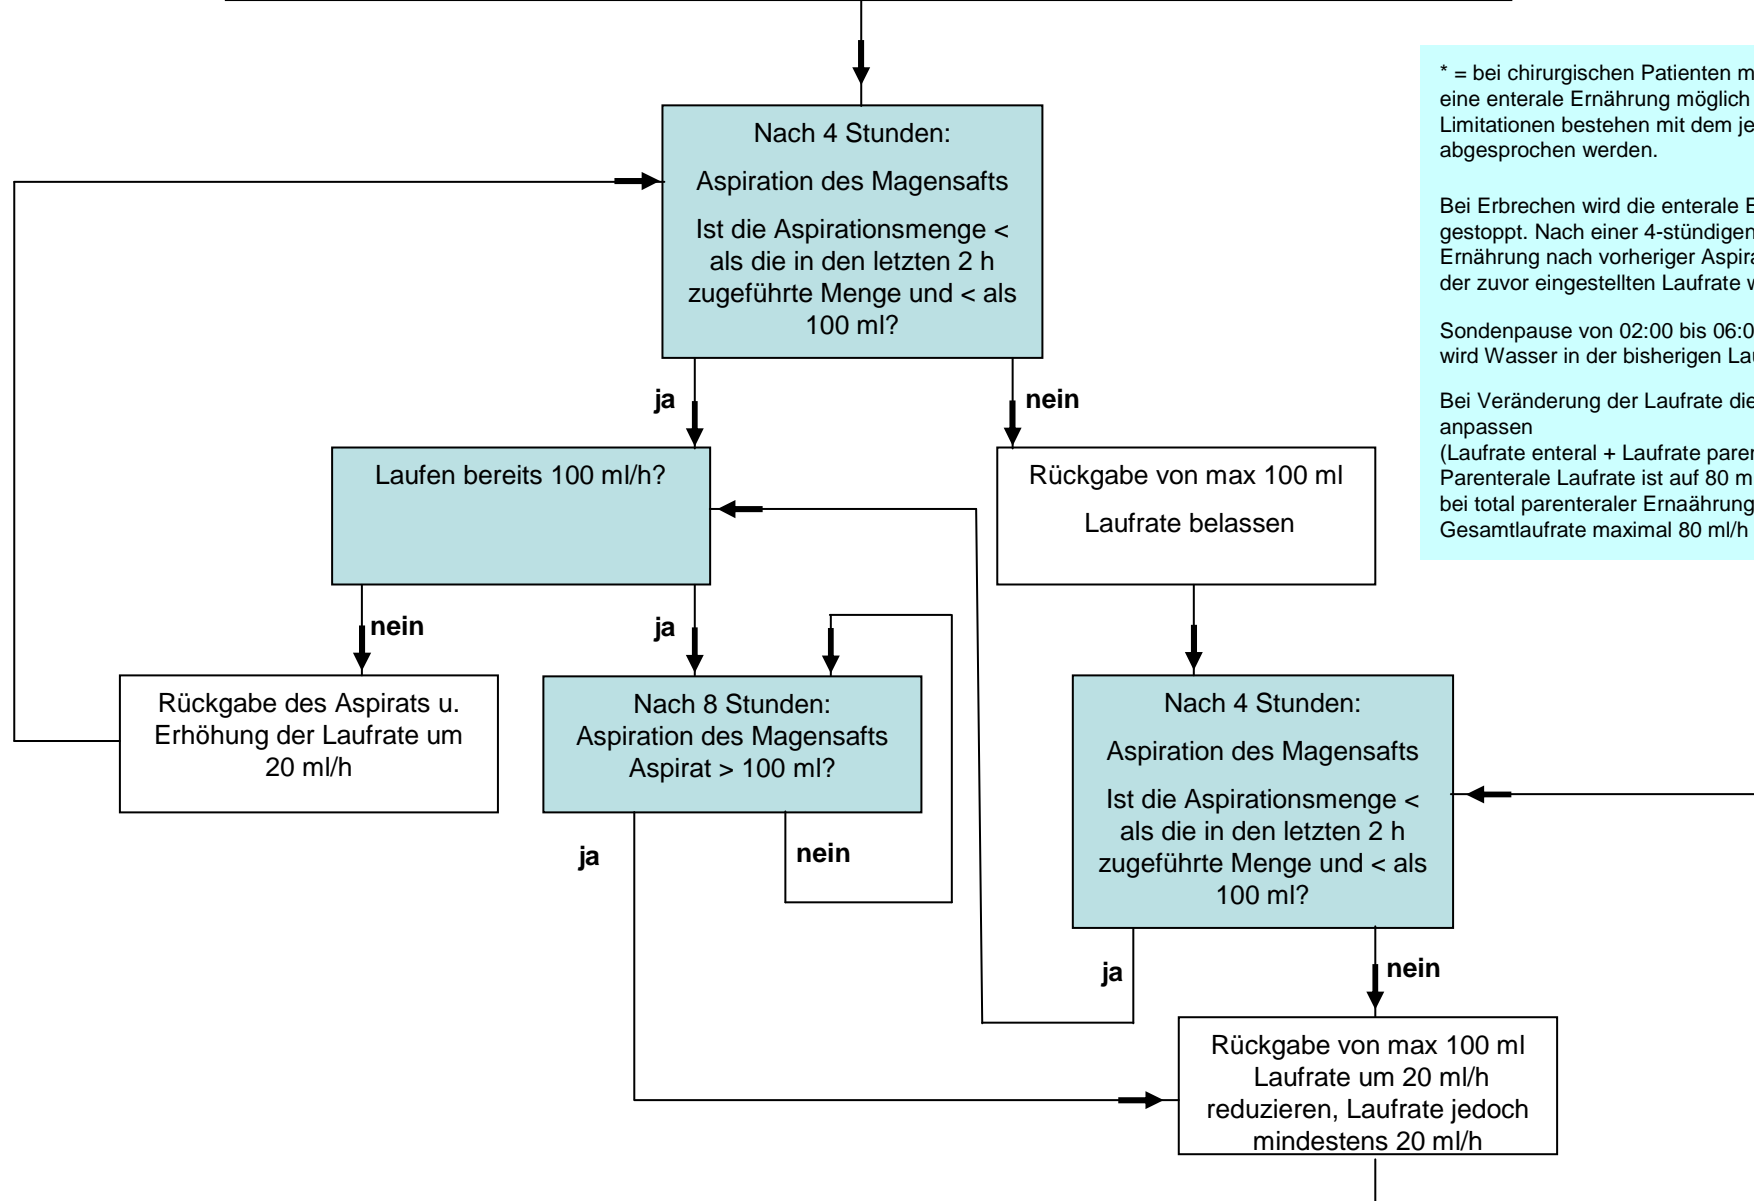 Nach 4 Stunden:
Aspiration des Magensafts
Ist die Aspirationsmenge <
als die in den letzten 2 h
zugeführte Menge und < als
100 ml?
* = bei chirurgischen Patienten
eine enterale Ernährung möglich
Limitationen bestehen mit dem
abgesprochen werden.
Bei Erbrechen wird die enterale
gestoppt. Nach einer 4-stündigen
Ernährung nach vorheriger
der zuvor eingestellten Laufrate
Sondenpause von 02:00 bis
wird Wasser in der bisherigen
Bei Veränderung der Laufrate die
anpassen
(Laufrate enteral + Laufrate
Parenterale Laufrate ist auf 80
bei total parenteraler Ernaährung
Gesamtlaufrate maximal 80 ml/h
ja
nein
Laufen bereits 100 ml/h?
Rückgabe von max 100 ml
Laufrate belassen
nein
ja
Rückgabe des Aspirats u.
Erhöhung der Laufrate um
20 ml/h
Nach 8 Stunden:
Aspiration des Magensafts
Aspirat > 100 ml?
Nach 4 Stunden:
Aspiration des Magensafts
Ist die Aspirationsmenge <
als die in den letzten 2 h
zugeführte Menge und < als
100 ml?
ja
nein
ja
nein
Rückgabe von max 100 ml
Laufrate um 20 ml/h
reduzieren, Laufrate jedoch
mindestens 20 ml/h